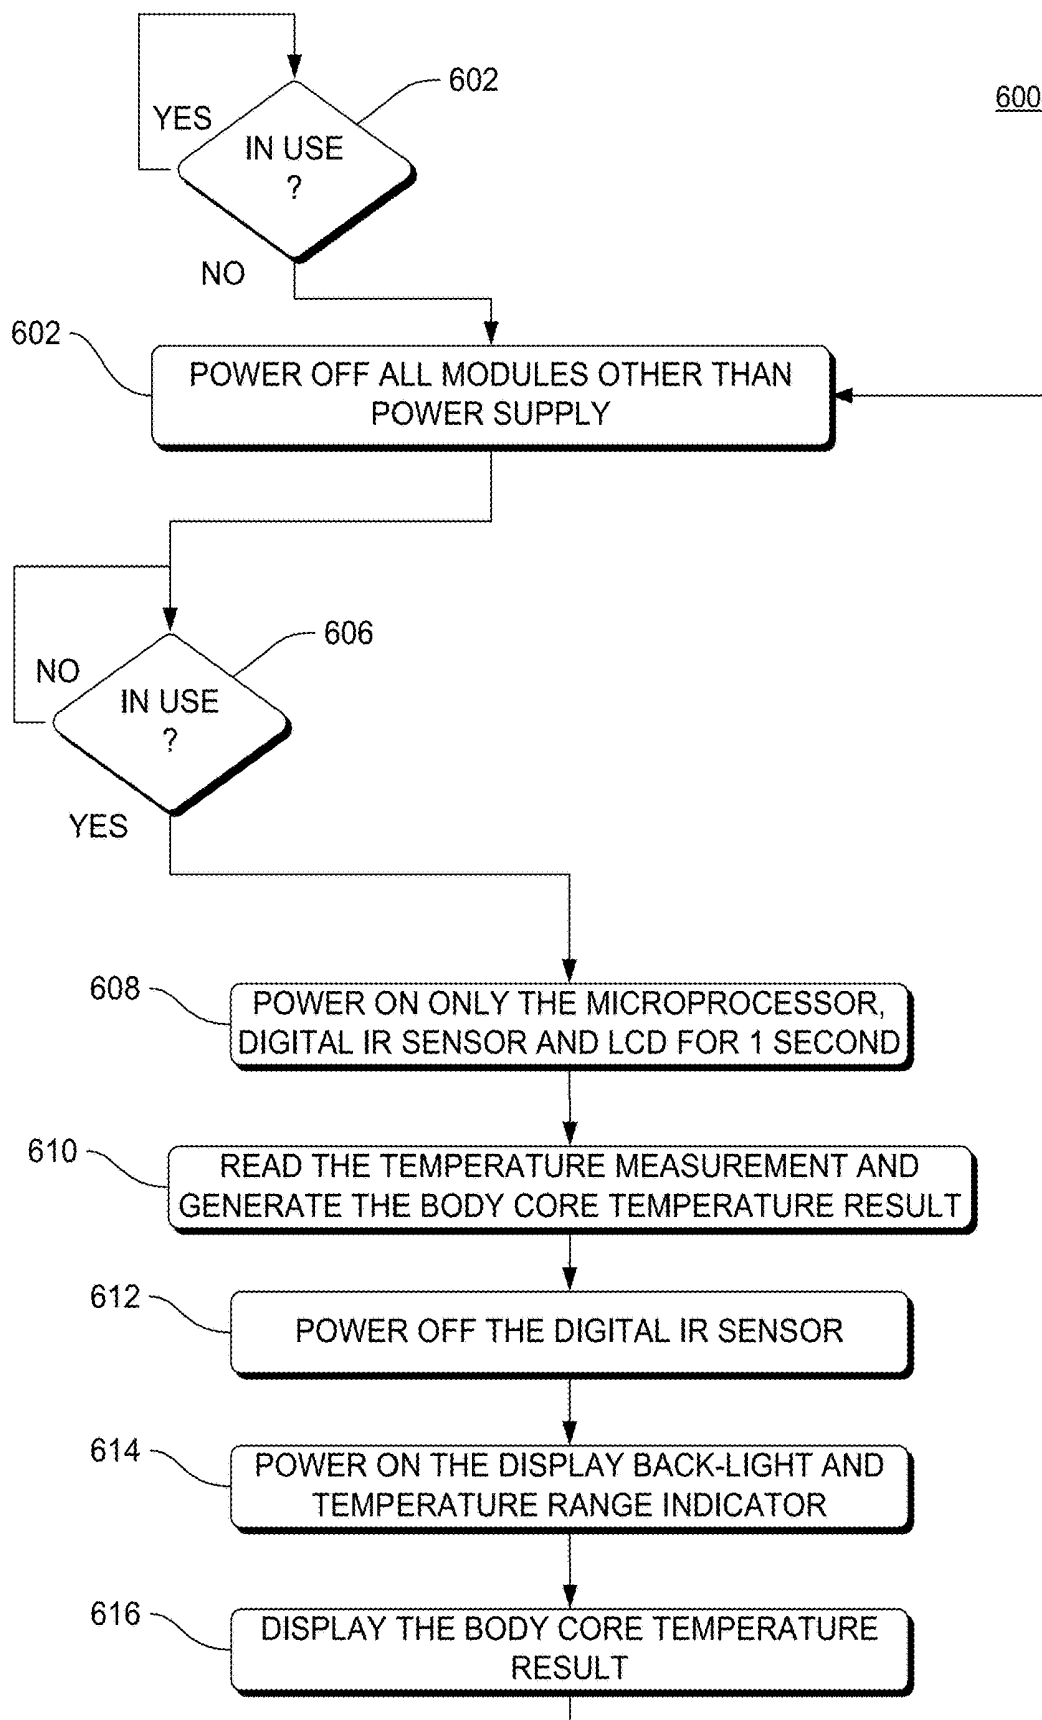 602
600
YES
IN USE
?
NO
602
POWER OFF ALL MODULES OTHER THAN
POWER SUPPLY
606
NO
IN USE
?
YES
608
POWER ON ONLY THE MICROPROCESSOR,
DIGITAL IR SENSOR AND LCD FOR 1 SECOND
610
READ THE TEMPERATURE MEASUREMENT AND
GENERATE THE BODY CORE TEMPERATURE RESULT
612
POWER OFF THE DIGITAL IR SENSOR
614
POWER ON THE DISPLAY BACK-LIGHT AND
TEMPERATURE RANGE INDICATOR
616
DISPLAY THE BODY CORE TEMPERATURE
RESULT